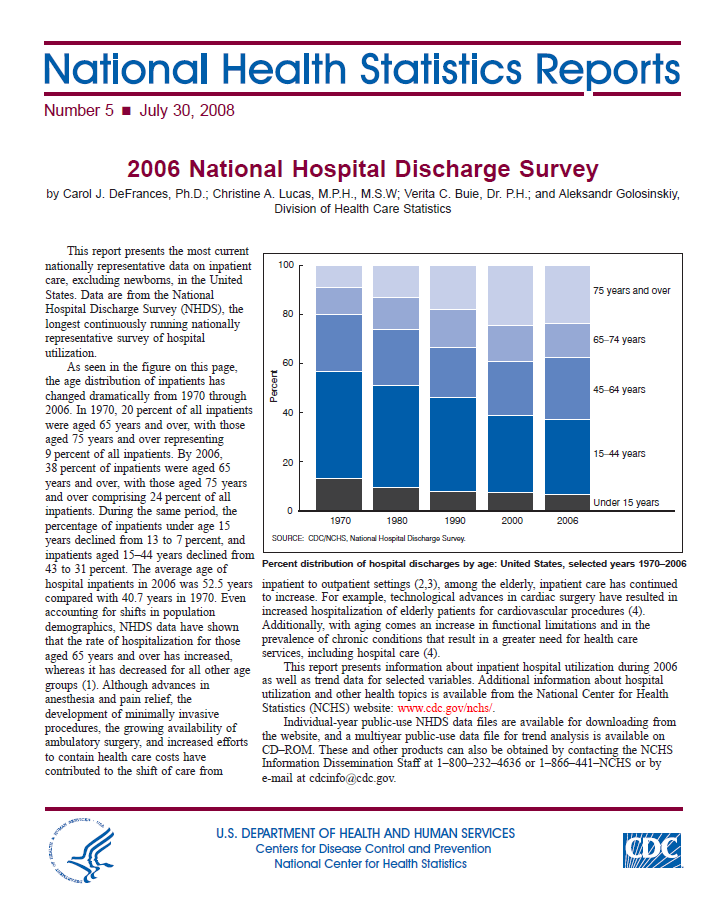 National Health Statistics Reports
Number 5 ■ July 30, 2008
2006 National Hospital Discharge Survey
by Carol J. DeFrances, Ph.D.; Christine A. Lucas, M.P.H., M.S.W; Verita C. Buie, Dr. P.H.; and Aleksandr Golosinskiy,
Division of Health Care Statistics
This report presents the most current
nationally representative data on inpatient
care, excluding newborns, in the United
States. Data are from the National
Hospital Discharge Survey (NHDS), the
longest continuously running nationally
representative survey of hospital
utilization.
As seen in the figure on this page,
the age distribution of inpatients has
changed dramatically from 1970 through
2006. In 1970, 20 percent of all inpatients
were aged 65 years and over, with those
aged 75 years and over representing
9 percent of all inpatients. By 2006,
38 percent of inpatients were aged 65
years and over, with those aged 75 years
and over comprising 24 percent of all
inpatients. During the same period, the
percentage of inpatients under age 15
years declined from 13 to 7 percent, and
inpatients aged 15–44 years declined from
43 to 31 percent. The average age of
hospital inpatients in 2006 was 52.5 years
compared with 40.7 years in 1970. Even
accounting for shifts in population
demographics, NHDS data have shown
that the rate of hospitalization for those
aged 65 years and over has increased,
whereas it has decreased for all other age
groups (1). Although advances in
anesthesia and pain relief, the
development of minimally invasive
procedures, the growing availability of
ambulatory surgery, and increased efforts
to contain health care costs have
contributed to the shift of care from
100
80
60
40
20
0
Percent
1970 1980 1990 2000 2006
75 years and over
65–74 years
45–64 years
15–44 years
Under 15 years
SOURCE: CDC/NCHS, National Hospital Discharge Survey.
Percent distribution of hospital discharges by age: United States, selected years 1970–2006
inpatient to outpatient settings (2,3), among the elderly, inpatient care has continued
to increase. For example, technological advances in cardiac surgery have resulted in
increased hospitalization of elderly patients for cardiovascular procedures (4).
Additionally, with aging comes an increase in functional limitations and in the
prevalence of chronic conditions that result in a greater need for health care
services, including hospital care (4).
This report presents information about inpatient hospital utilization during 2006
as well as trend data for selected variables. Additional information about hospital
utilization and other health topics is available from the National Center for Health
Statistics (NCHS) website: www.cdc.gov/nchs/.
Individual-year public-use NHDS data files are available for downloading from
the website, and a multiyear public-use data file for trend analysis is available on
CD–ROM. These and other products can also be obtained by contacting the NCHS
Information Dissemination Staff at 1–800–232–4636 or 1–866–441–NCHS or by
e-mail at cdcinfo@cdc.gov.
DEPARTMENT OF HEALTH & HUMAN SERVICES · USA
U.S. DEPARTMENT OF HEALTH AND HUMAN SERVICES
Centers for Disease Control and Prevention
National Center for Health Statistics
CDC